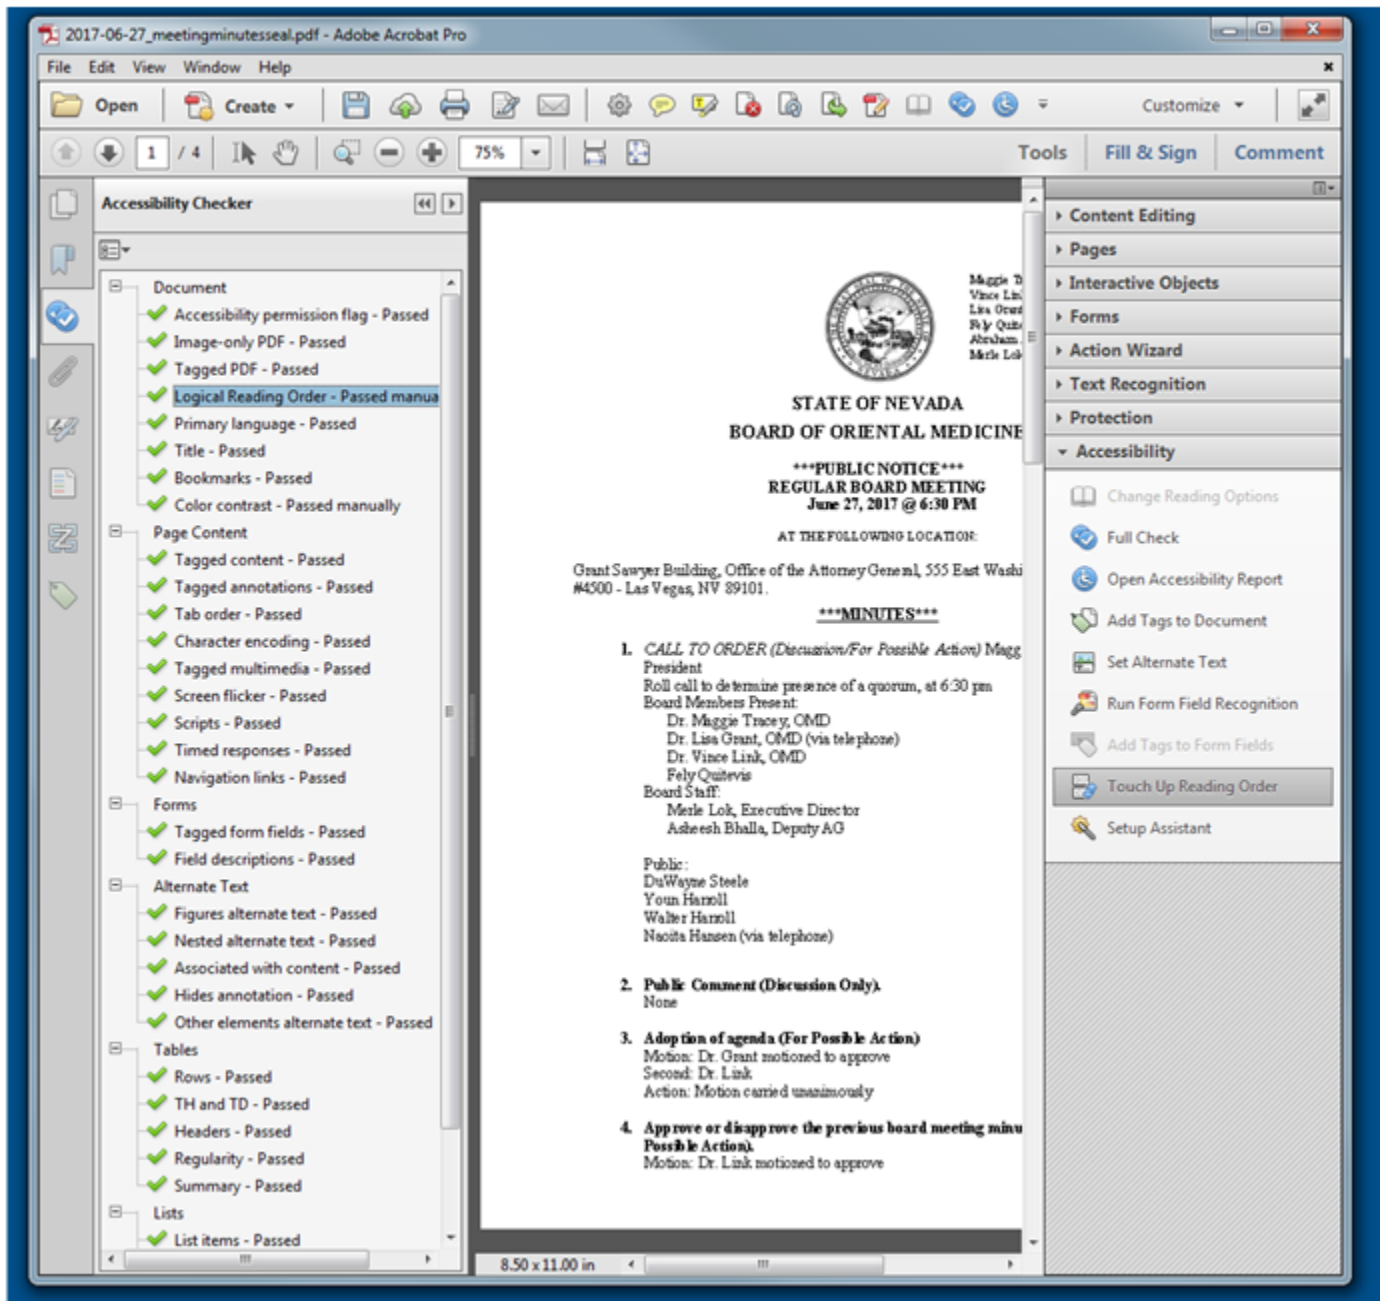 2017-06-27_meetingminutesseal.pdf - Adobe Acrobat Pro
File Edit View Window Help
Open Create Customize
1 / 4 75% Tools Fill & Sign Comment
Accessibility Checker
Document
Accessibility permission flag - Passed
Image-only PDF - Passed
Tagged PDF - Passed
Logical Reading Order - Passed manua
Primary language - Passed
Title - Passed
Bookmarks - Passed
Color contrast - Passed manually
Page Content
Tagged content - Passed
Tagged annotations - Passed
Tab order - Passed
Character encoding - Passed
Tagged multimedia - Passed
Screen flicker - Passed
Scripts - Passed
Timed responses - Passed
Navigation links - Passed
Forms
Tagged form fields - Passed
Field descriptions - Passed
Alternate Text
Figures alternate text - Passed
Nested alternate text - Passed
Associated with content - Passed
Hides annotation - Passed
Other elements alternate text - Passed
Tables
Rows - Passed
TH and TD - Passed
Headers - Passed
Regularity - Passed
Summary - Passed
Lists
List items - Passed
Maggie T
Vince Lin
Lisa Grant
Fely Quite
Abraham
Merle Lok
STATE OF NEVADA
BOARD OF ORIENTAL MEDICINE
***PUBLIC NOTICE***
REGULAR BOARD MEETING
June 27, 2017 @ 6:30 PM
AT THE FOLLOWING LOCATION:
Grant Sawyer Building, Office of the Attorney General, 555 East Washi
#4500 - Las Vegas, NV 89101.
***MINUTES***
1. CALL TO ORDER (Discussion/For Possible Action) Magg
President
Roll call to determine presence of a quorum, at 6:30 pm
Board Members Present:
Dr. Maggie Tracey, OMD
Dr. Lisa Grant, OMD (via telephone)
Dr. Vince Link, OMD
Fely Quitevis
Board Staff:
Merle Lok, Executive Director
Asheesh Bhalla, Deputy AG
Public:
DuWayne Steele
Youn Harroll
Walter Harroll
Naoita Hansen (via telephone)
2. Public Comment (Discussion Only).
None
3. Adoption of agenda (For Possible Action)
Motion: Dr. Grant motioned to approve
Second: Dr. Link
Action: Motion carried unanimously
4. Approve or disapprove the previous board meeting minu
Possible Action).
Motion: Dr. Link motioned to approve
8.50 x 11.00 in
Content Editing
Pages
Interactive Objects
Forms
Action Wizard
Text Recognition
Protection
Accessibility
Change Reading Options
Full Check
Open Accessibility Report
Add Tags to Document
Set Alternate Text
Run Form Field Recognition
Add Tags to Form Fields
Touch Up Reading Order
Setup Assistant